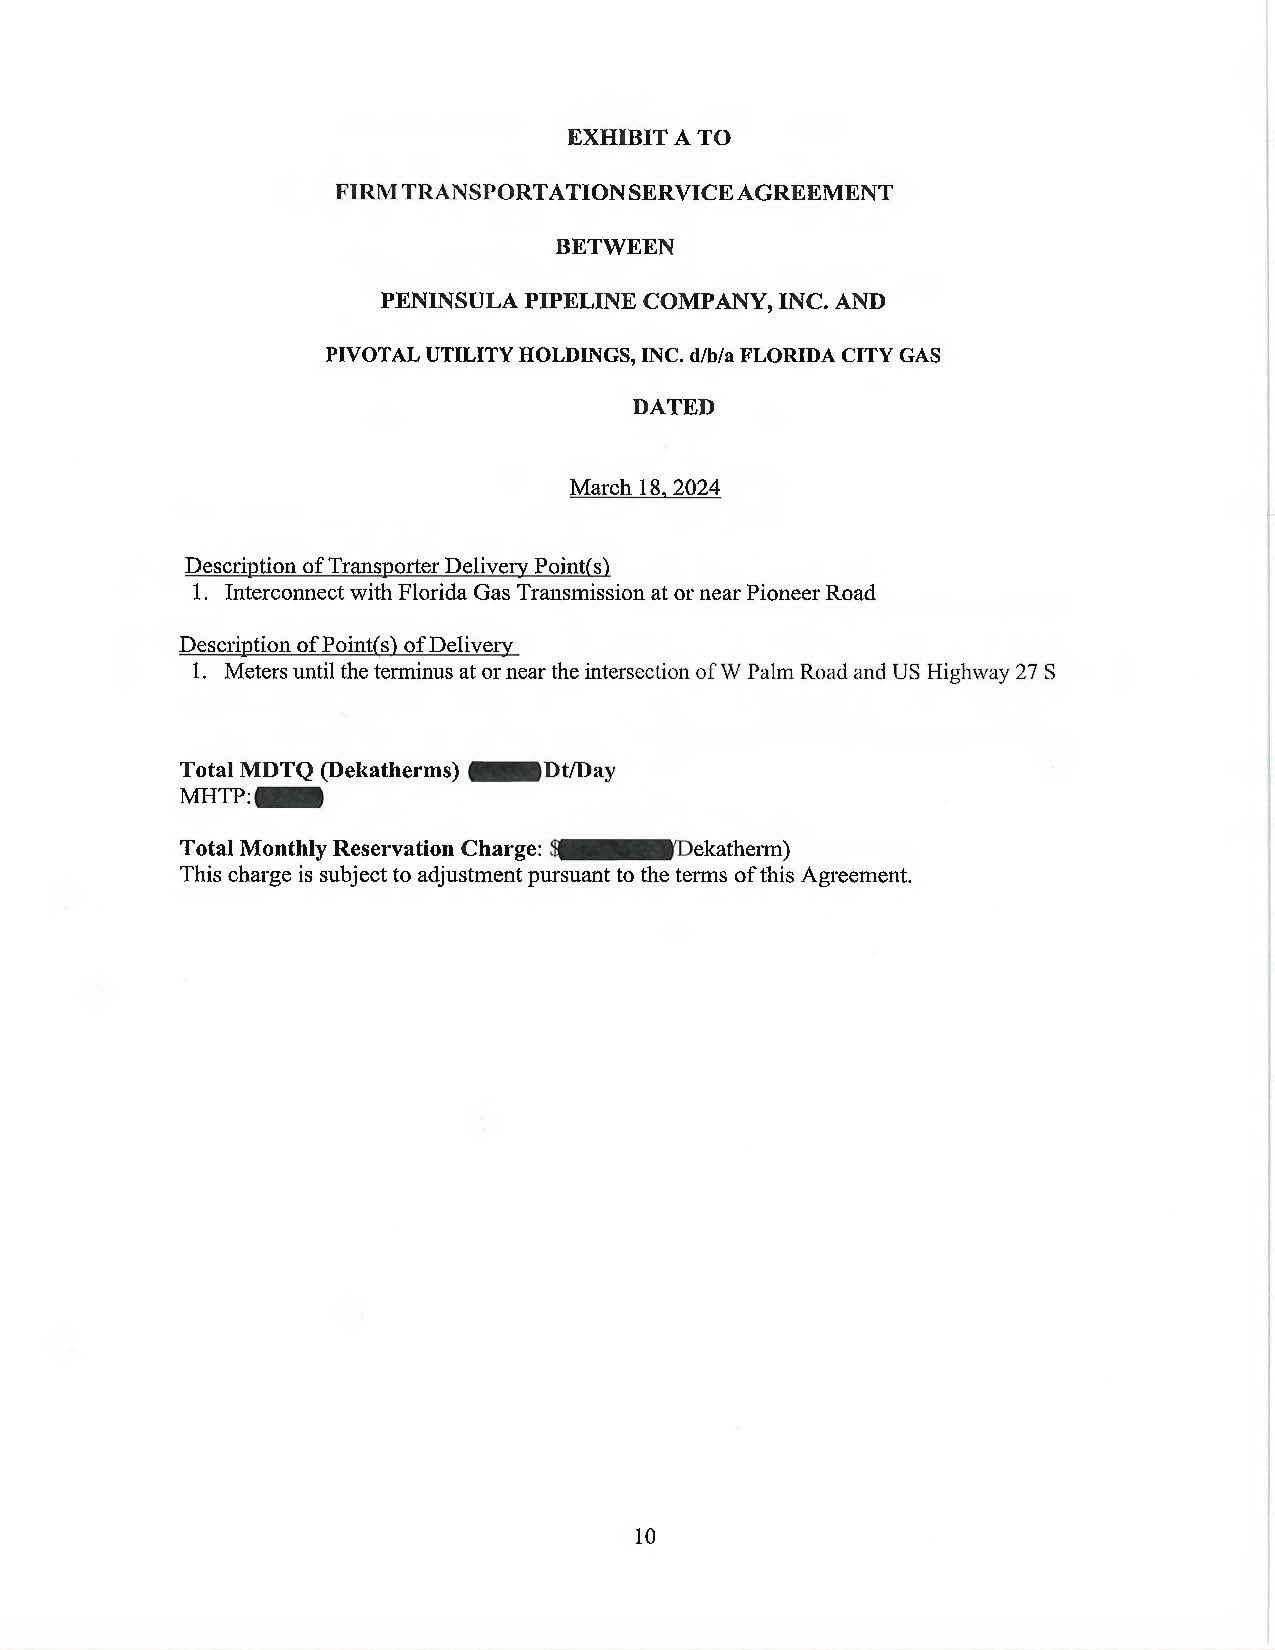 EXHIBIT A TO
FIRM TRANSPORTATION SERVICE AGREEMENT
BETWEEN
PENINSULA PIPELINE COMPANY, INC. AND
PIVOTAL UTILITY HOLDINGS, INC. d/b/a FLORIDA CITY GAS
DATED
March 18, 2024
Description of Transporter Delivery Point(s)
1. Interconnect with Florida Gas Transmission at or near Pioneer Road
Description of Point(s) of Delivery
1. Meters until the terminus at or near the intersection of W Palm Road and US Highway 27 S
Total MDTQ (Dekatherms) Dt/Day
MHTP:
Total Monthly Reservation Charge: $ /Dekatherm)
This charge is subject to adjustment pursuant to the terms of this Agreement.
10